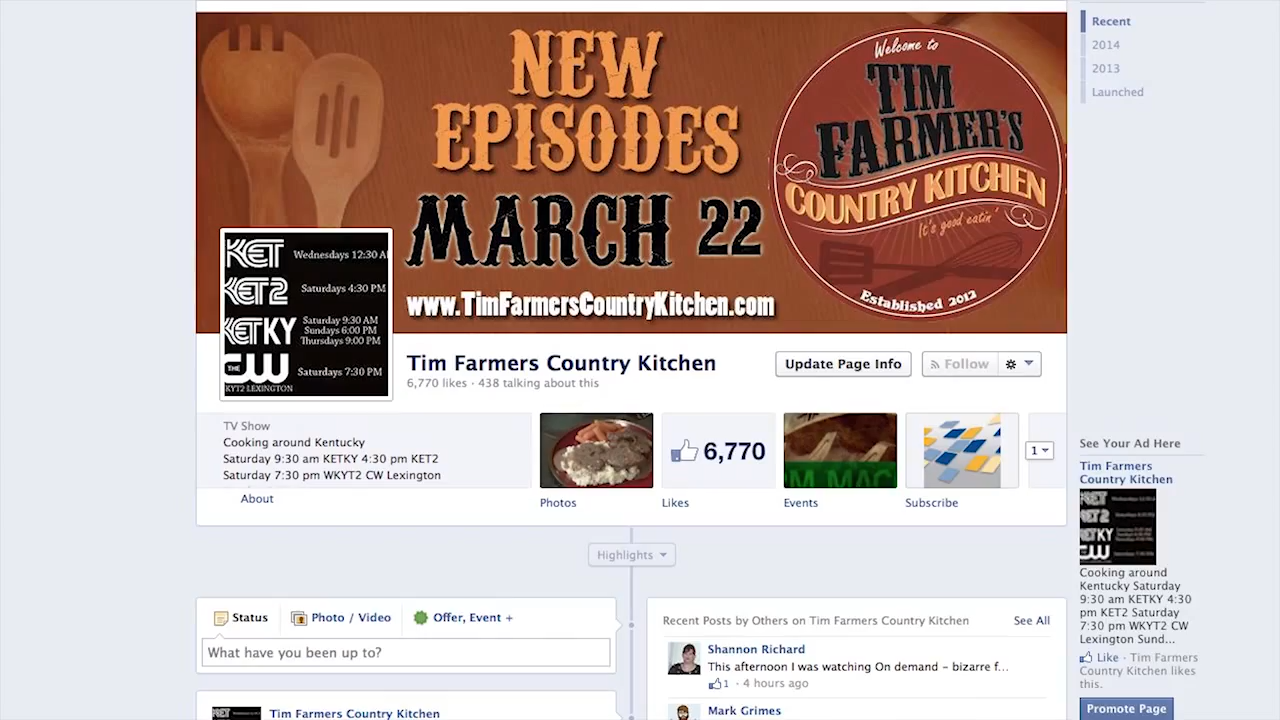 NEW
EPISODES
MARCH 22
www.TimFarmersCountryKitchen.com
Welcome to
TIM
FARMER'S
COUNTRY KITCHEN
It's good eatin'
Established 2012
Recent
2014
2013
Launched
KET Wednesdays 12:30 A
KET2 Saturdays 4:30 PM
KETKY Saturday 9:30 AM
Sundays 6:00 PM
Thursdays 9:00 PM
THE CW Saturdays 7:30 PM
KYT2 LEXINGTON
Tim Farmers Country Kitchen
6,770 likes · 438 talking about this
Update Page Info
Follow
TV Show
Cooking around Kentucky
Saturday 9:30 am KETKY 4:30 pm KET2
Saturday 7:30 pm WKYT2 CW Lexington
About
6,770
M MAC
1
Photos
Likes
Events
Subscribe
Highlights
Status
Photo / Video
Offer, Event +
What have you been up to?
Tim Farmers Country Kitchen
Recent Posts by Others on Tim Farmers Country Kitchen
See All
Shannon Richard
This afternoon I was watching On demand - bizarre f...
1 · 4 hours ago
Mark Grimes
See Your Ad Here
Tim Farmers
Country Kitchen
KET
KET2
KETKY
CW
Cooking around
Kentucky Saturday
9:30 am KETKY 4:30
pm KET2 Saturday
7:30 pm WKYT2 CW
Lexington Sund...
Like · Tim Farmers
Country Kitchen likes
this.
Promote Page